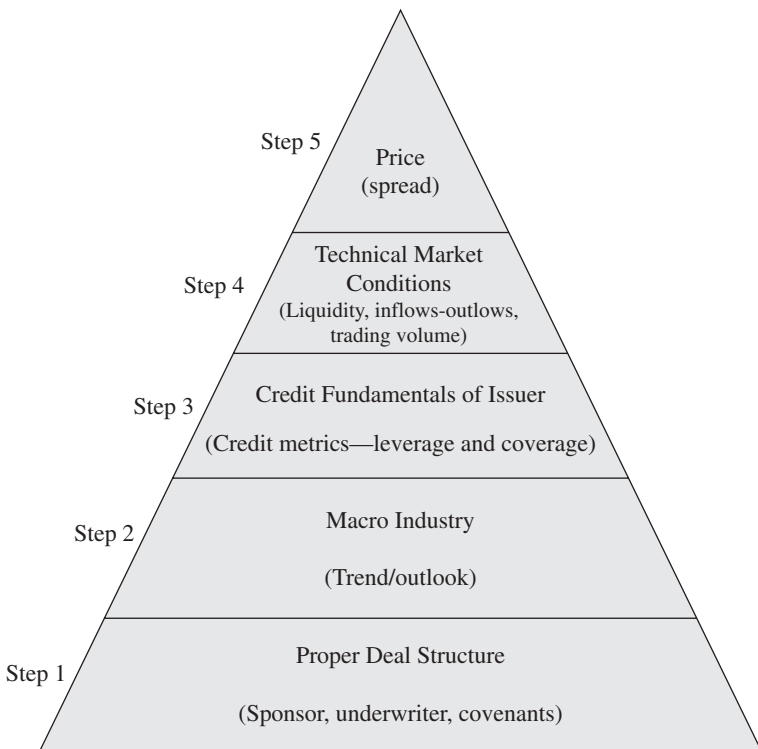 Step 5
Price
(spread)
Step 4
Technical Market
Conditions
(Liquidity, inflows-outlows,
trading volume)
Step 3
Credit Fundamentals of Issuer
(Credit metrics—leverage and coverage)
Step 2
Macro Industry
(Trend/outlook)
Step 1
Proper Deal Structure
(Sponsor, underwriter, covenants)